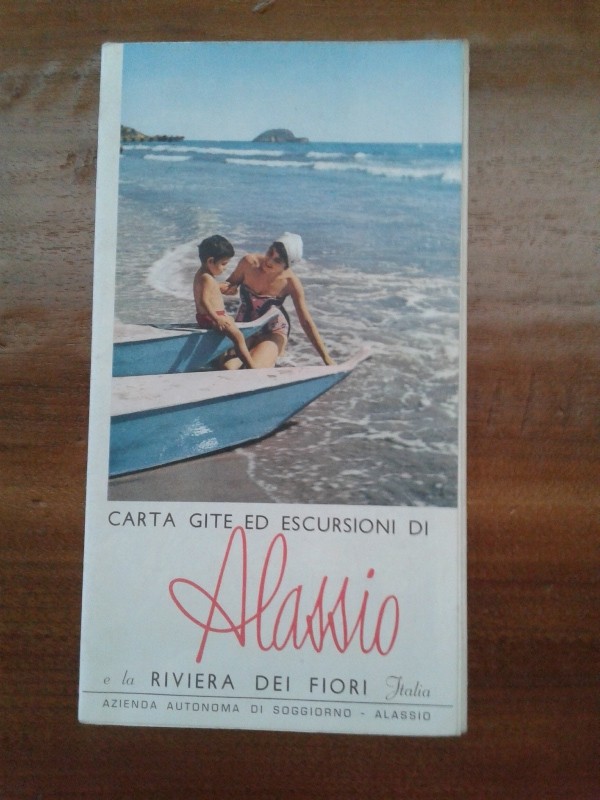 CARTA GITE ED ESCURSIONI DI
Alassio
e la RIVIERA DEI FIORI Italia
AZIENDA AUTONOMA DI SOGGIORNO - ALASSIO